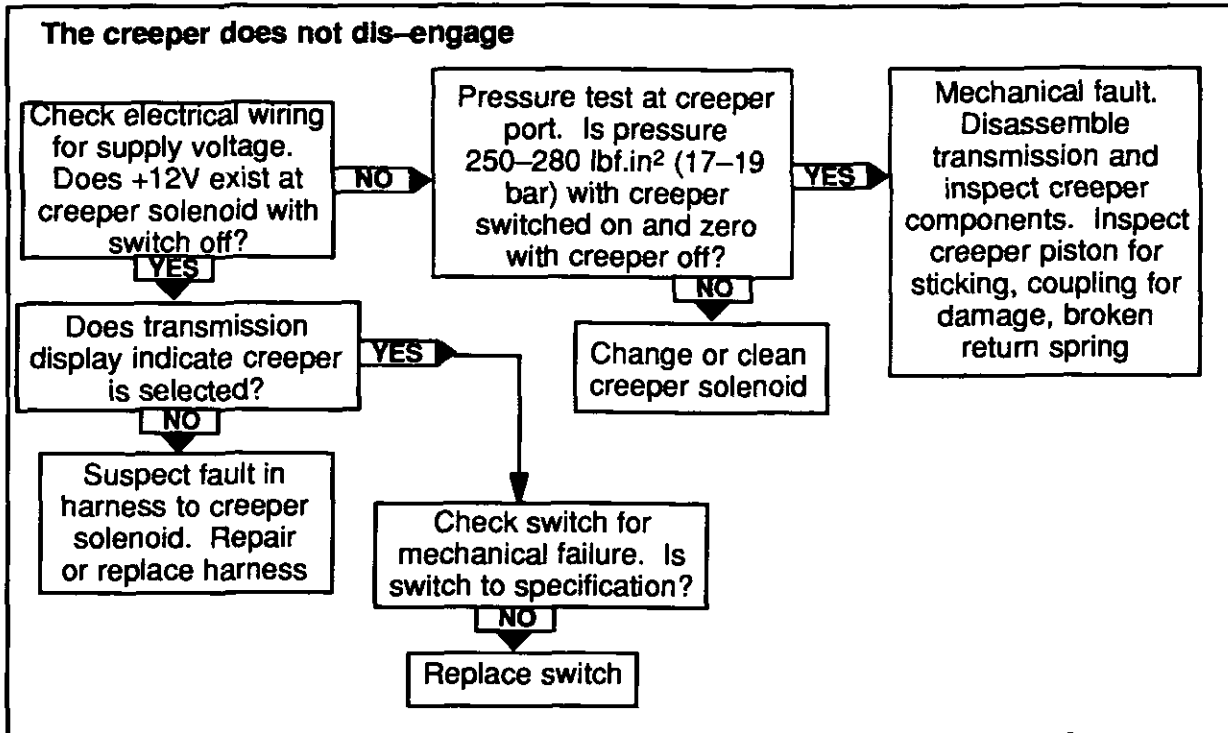 The creeper does not dis–engage
Check electrical wiring
for supply voltage.
Does +12V exist at
creeper solenoid with
switch off?
NO
Pressure test at creeper
port. Is pressure
250–280 lbf.in² (17–19
bar) with creeper
switched on and zero
with creeper off?
YES
Mechanical fault.
Disassemble
transmission and
inspect creeper
components. Inspect
creeper piston for
sticking, coupling for
damage, broken
return spring
YES
NO
Does transmission
display indicate creeper
is selected?
YES
Change or clean
creeper solenoid
NO
Suspect fault in
harness to creeper
solenoid. Repair
or replace harness
Check switch for
mechanical failure. Is
switch to specification?
NO
Replace switch